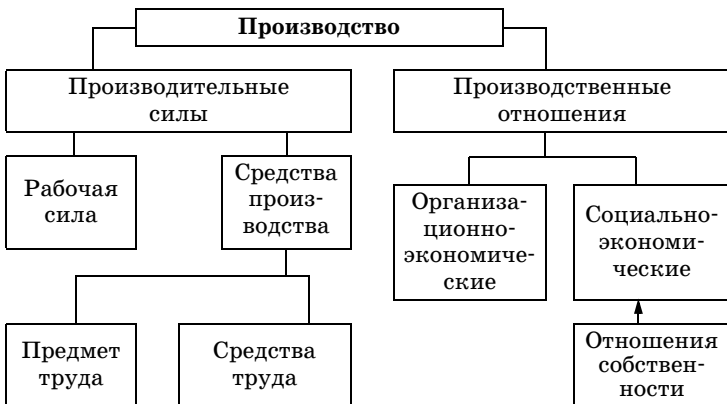 Производство
Производительные
силы
Производственные
отношения
Рабочая
сила
Средства
произ-
водства
Организа-
ционно-
экономиче-
ские
Социально-
экономи-
ческие
Предмет
труда
Средства
труда
Отношения
собствен-
ности